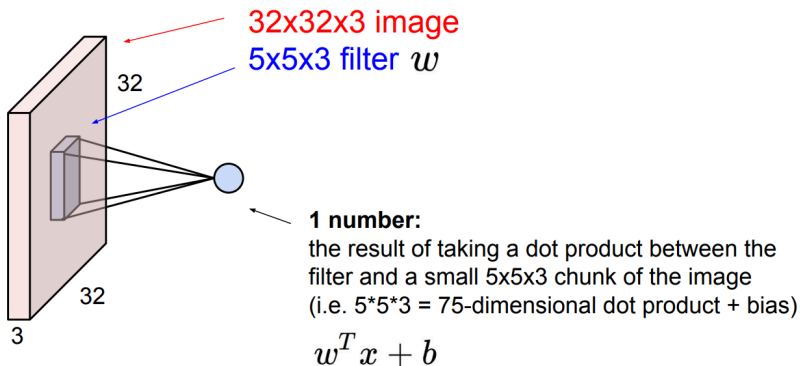 32x32x3 image
5x5x3 filter w
32
32
3
1 number:
the result of taking a dot product between the
filter and a small 5x5x3 chunk of the image
(i.e. 5*5*3 = 75-dimensional dot product + bias)
w^T x + b